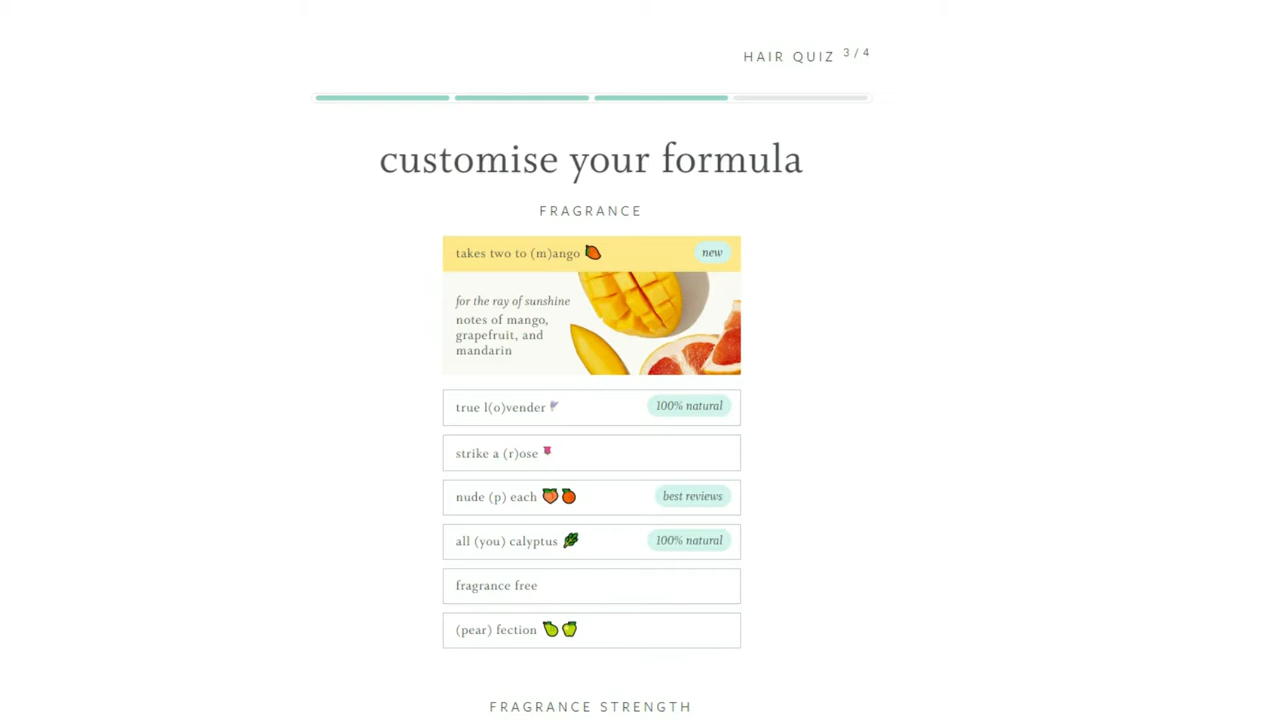 HAIR QUIZ 3/4
customise your formula
FRAGRANCE
takes two to (m)ango new
for the ray of sunshine
notes of mango,
grapefruit, and
mandarin
true l(o)vender 100% natural
strike a (r)ose
nude (p) each best reviews
all (you) calyptus 100% natural
fragrance free
(pear) fection
FRAGRANCE STRENGTH